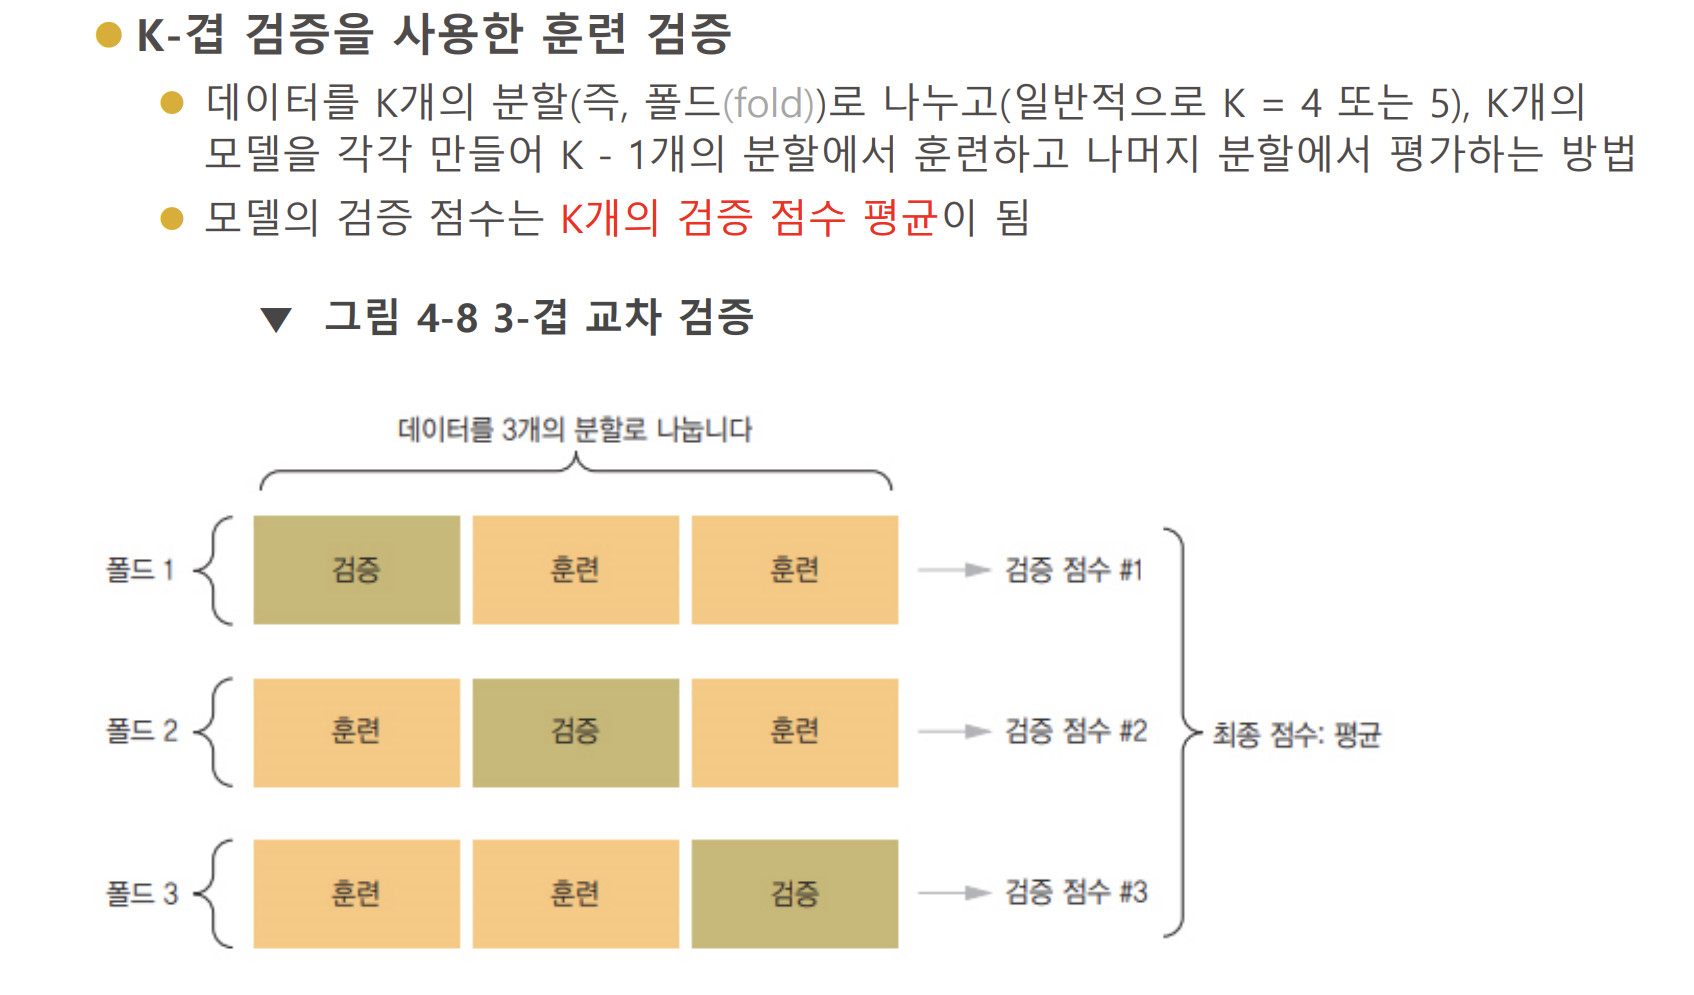 K-겹 검증을 사용한 훈련 검증
데이터를 K개의 분할(즉, 폴드(fold))로 나누고(일반적으로 K = 4 또는 5), K개의
모델을 각각 만들어 K - 1개의 분할에서 훈련하고 나머지 분할에서 평가하는 방법
모델의 검증 점수는 K개의 검증 점수 평균이 됨
▼ 그림 4-8 3-겹 교차 검증
데이터를 3개의 분할로 나눕니다
폴드 1 검증 훈련 훈련 검증 점수 #1
폴드 2 훈련 검증 훈련 검증 점수 #2
최종 점수: 평균
폴드 3 훈련 훈련 검증 검증 점수 #3